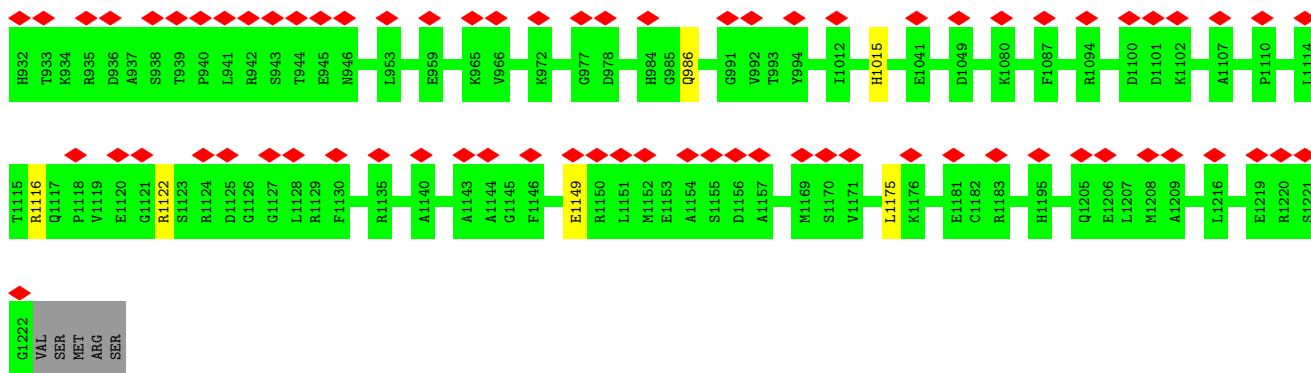 H932 T933 K934 R935 D936 A937 S938 T939 P940 L941 R942 S943 T944 E945 N946 L953 E959 K965 V966 K972 G977 D978 H984 G985 Q986 G991 V992 T993 Y994 I1012 H1015 E1041 D1049 K1080 F1087 R1094 D1100 D1101 K1102 A1107 P1110 L1114
T1115 R1116 Q1117 P1118 V1119 E1120 G1121 R1122 S1123 R1124 D1125 G1126 G1127 L1128 R1129 F1130 R1135 A1140 A1143 A1144 G1145 F1146 E1149 R1150 L1151 M1152 E1153 A1154 S1155 D1156 A1157 M1169 S1170 V1171 L1175 K1176 E1181 C1182 R1183 H1195 Q1205 E1206 L1207 M1208 A1209 L1216 E1219 R1220 S1221
G1222 VAL SER MET ARG SER